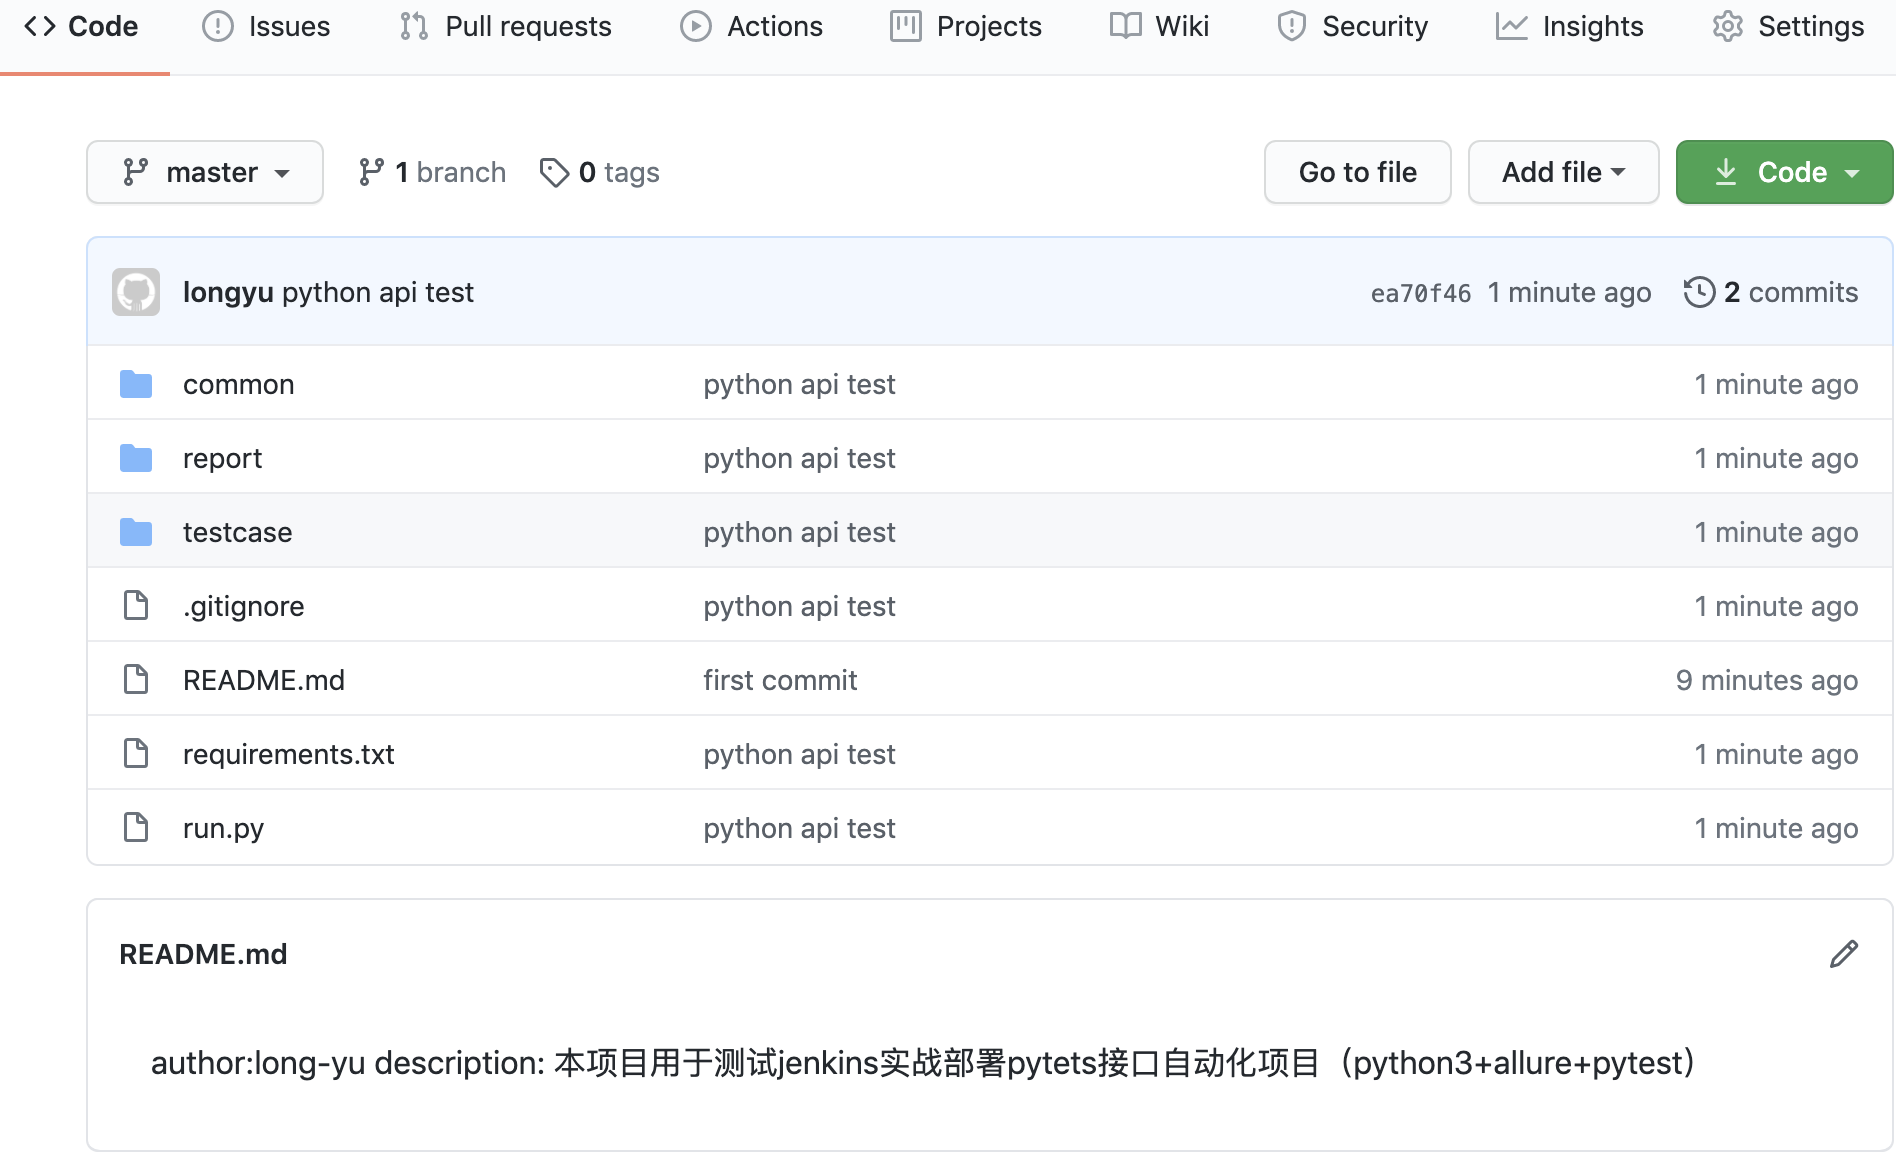 Code Issues Pull requests Actions Projects Wiki Security Insights Settings
master 1 branch 0 tags Go to file Add file Code
longyu python api test ea70f46 1 minute ago 2 commits
common python api test 1 minute ago
report python api test 1 minute ago
testcase python api test 1 minute ago
.gitignore python api test 1 minute ago
README.md first commit 9 minutes ago
requirements.txt python api test 1 minute ago
run.py python api test 1 minute ago
README.md
author:long-yu description: 本项目用于测试jenkins实战部署pytets接口自动化项目（python3+allure+pytest）